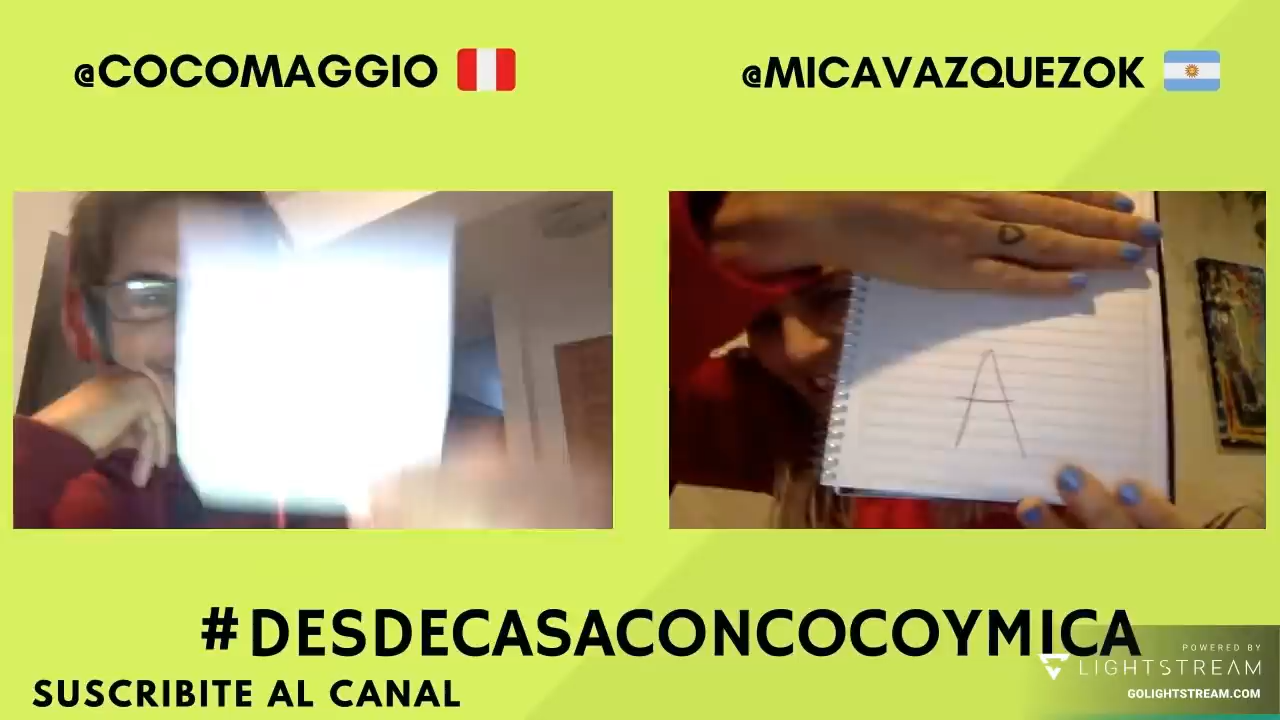 @COCOMAGGIO
@MICAVAZQUEZOK
A
#DESDECASACONCOCOYMICA
SUSCRIBITE AL CANAL
POWERED BY
LIGHTSTREAM
GOLIGHTSTREAM.COM